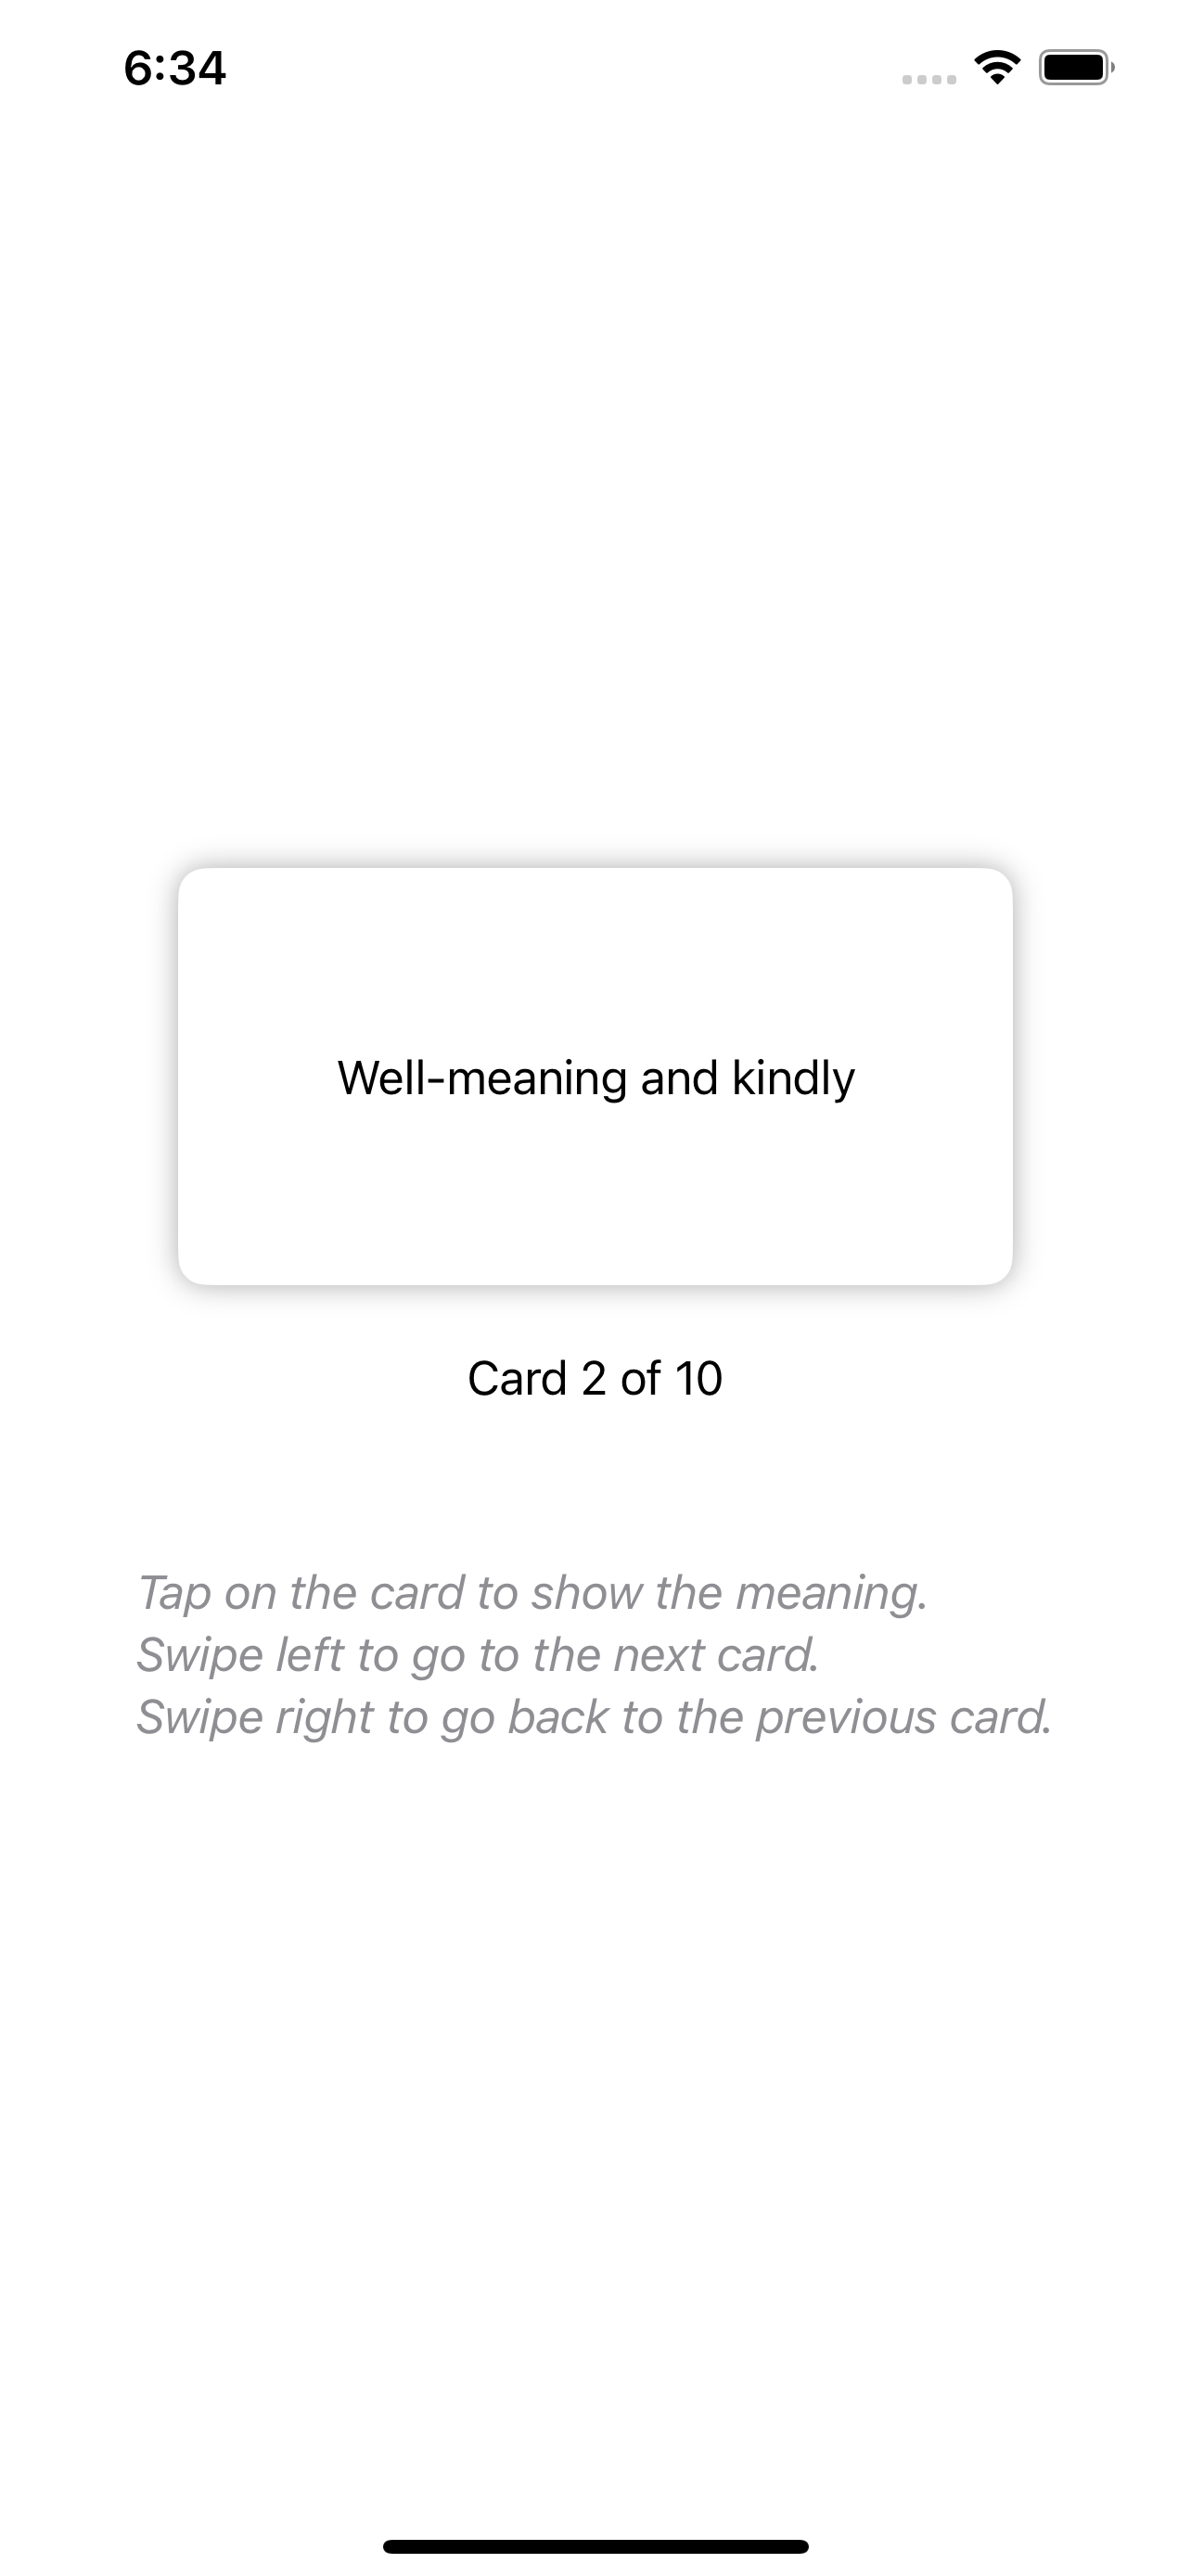 6:34
Well-meaning and kindly
Card 2 of 10
Tap on the card to show the meaning.
Swipe left to go to the next card.
Swipe right to go back to the previous card.